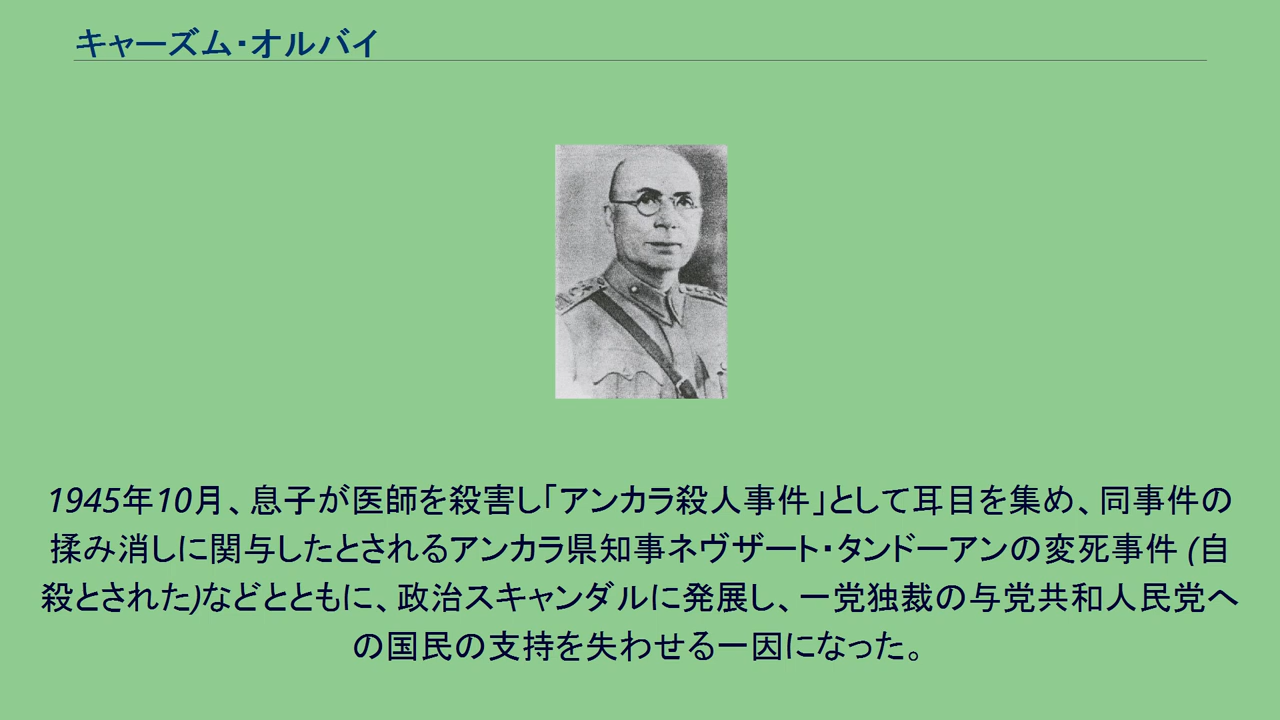 キャーズム・オルバイ
1945年10月、息子が医師を殺害し「アンカラ殺人事件」として耳目を集め、同事件の
揉み消しに関与したとされるアンカラ県知事ネヴザート・タンドーアンの変死事件 (自
殺とされた)などとともに、政治スキャンダルに発展し、一党独裁の与党共和人民党へ
の国民の支持を失わせる一因になった。